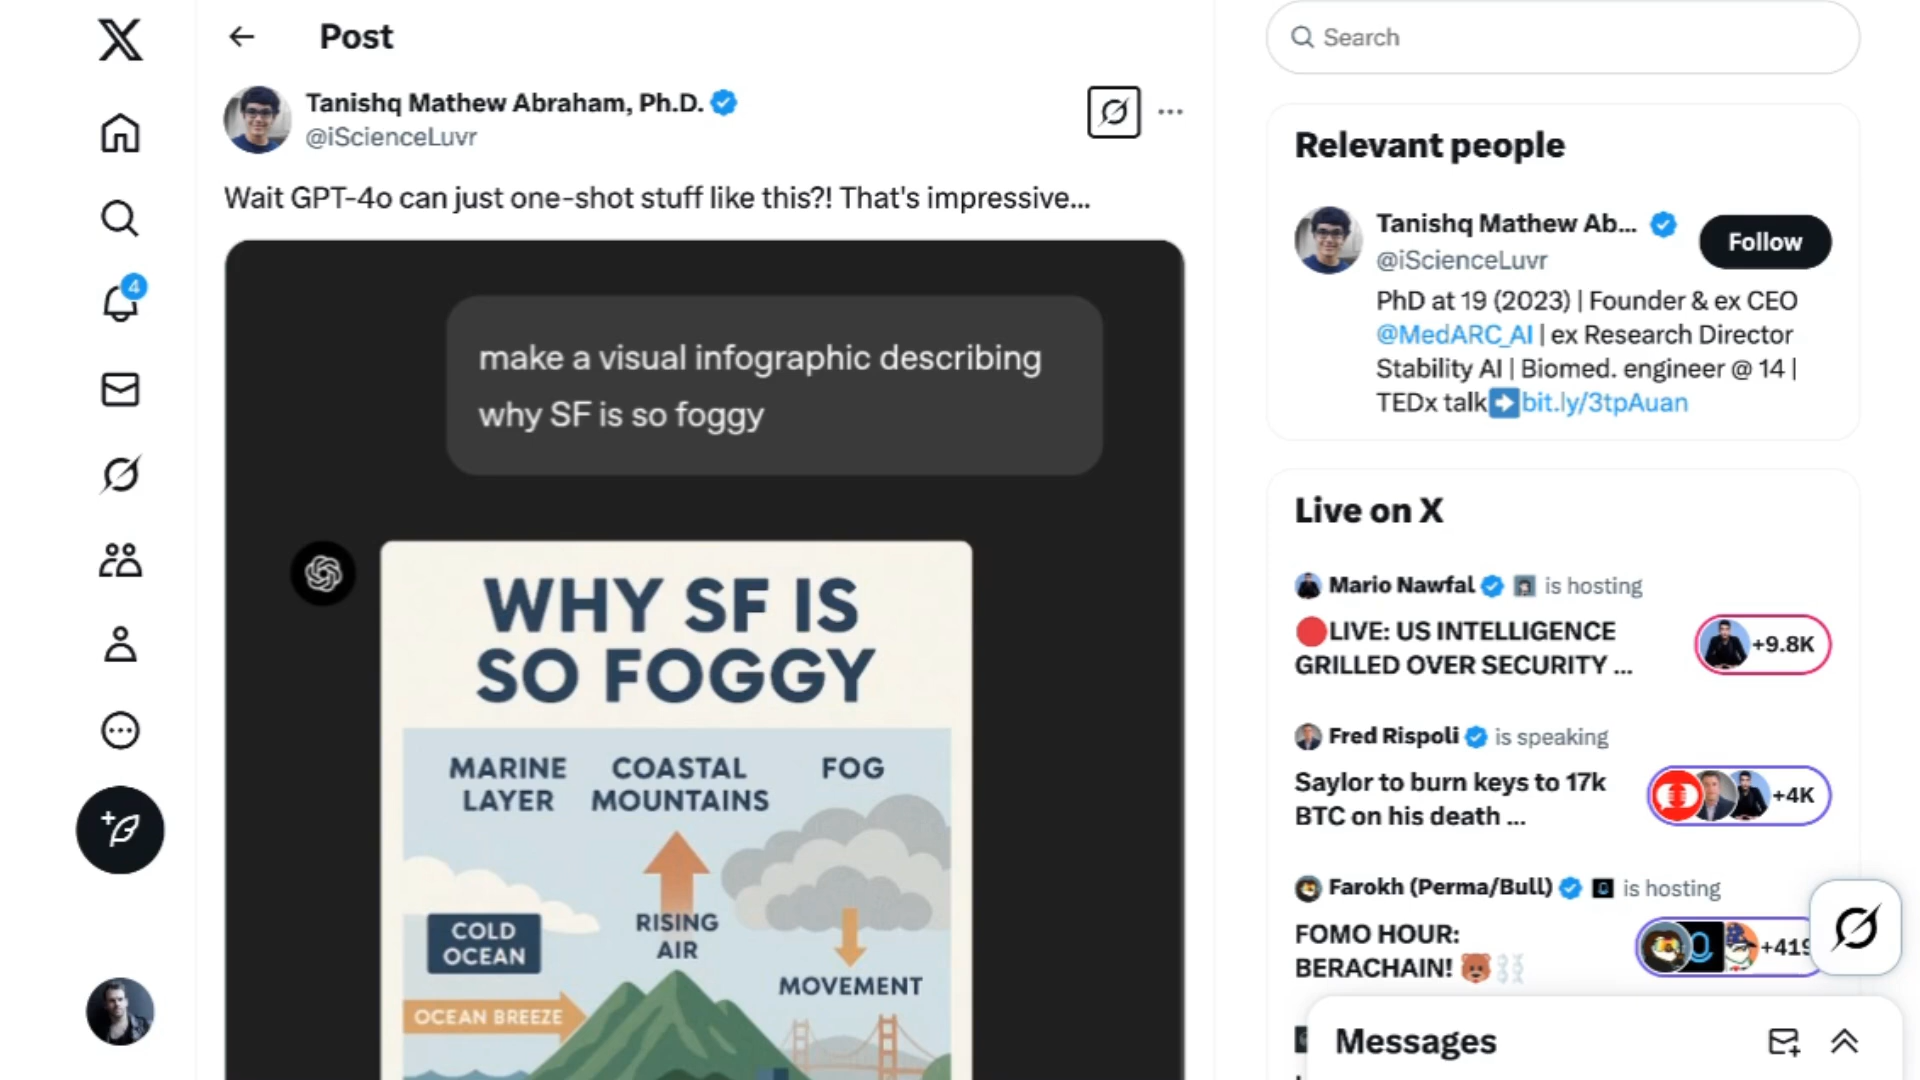 Post
Tanishq Mathew Abraham, Ph.D.
@iScienceLuvr
Wait GPT-4o can just one-shot stuff like this?! That's impressive...
make a visual infographic describing
why SF is so foggy
WHY SF IS
SO FOGGY
MARINE
LAYER
COASTAL
MOUNTAINS
FOG
COLD
OCEAN
RISING
AIR
MOVEMENT
OCEAN BREEZE
4
Search
Relevant people
Tanishq Mathew Ab...
@iScienceLuvr
Follow
PhD at 19 (2023) | Founder & ex CEO
@MedARC_AI | ex Research Director
Stability AI | Biomed. engineer @ 14 |
TEDx talk➡️bit.ly/3tpAuan
Live on X
Mario Nawfal is hosting
🔴LIVE: US INTELLIGENCE
GRILLED OVER SECURITY ...
+9.8K
Fred Rispoli is speaking
Saylor to burn keys to 17k
BTC on his death ...
+4K
Farokh (Perma/Bull) is hosting
FOMO HOUR:
BERACHAIN! 🐻⛓️
+419
Messages